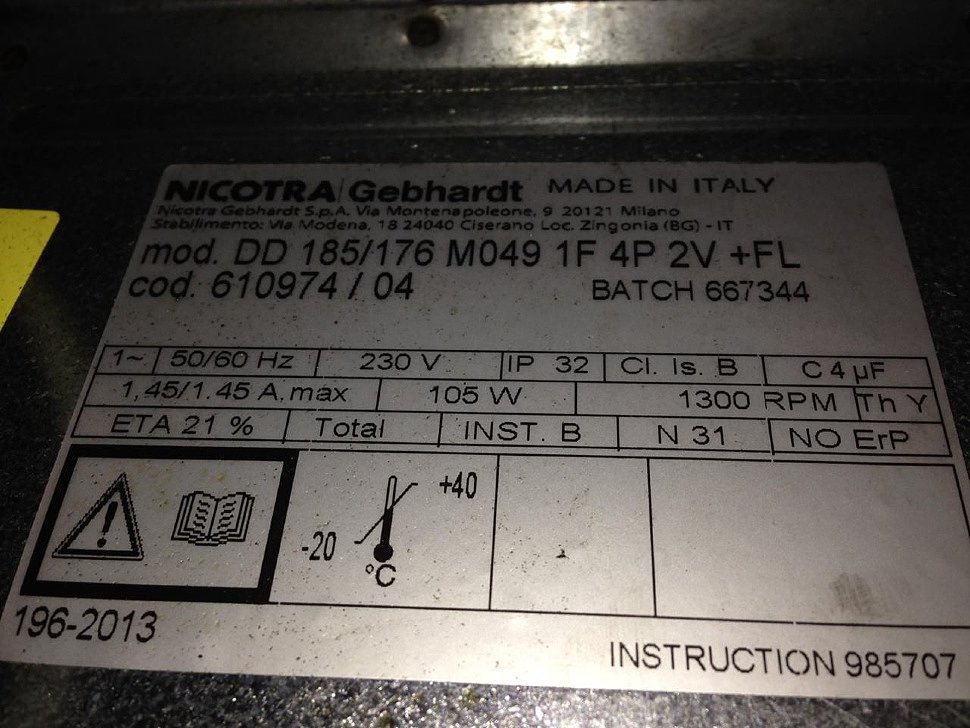 NICOTRA Gebhardt MADE IN ITALY
Nicotra Gebhardt S.p.A. Via Montenapoleone, 9 20121 Milano
Stabilimento: Via Modena, 18 24040 Ciserano Loc. Zingonia (BG) - IT
mod. DD 185/176 M049 1F 4P 2V +FL
cod. 610974 / 04 BATCH 667344
1~ 50/60 Hz 230 V IP 32 Cl. Is. B C 4 µF
1,45/1.45 A.max 105 W 1300 RPM Th Y
ETA 21 % Total INST. B N 31 NO ErP
+40
-20
°C
196-2013
INSTRUCTION 985707